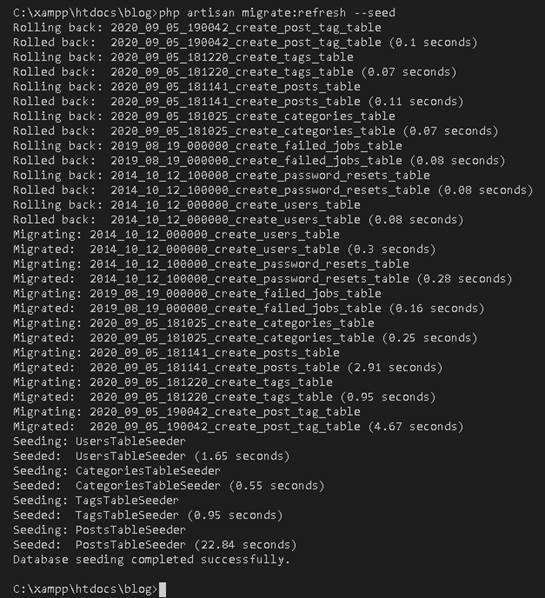 C:\xampp\htdocs\blog>php artisan migrate:refresh --seed
Rolling back: 2020_09_05_190042_create_post_tag_table
Rolled back:  2020_09_05_190042_create_post_tag_table (0.1 seconds)
Rolling back: 2020_09_05_181220_create_tags_table
Rolled back:  2020_09_05_181220_create_tags_table (0.07 seconds)
Rolling back: 2020_09_05_181141_create_posts_table
Rolled back:  2020_09_05_181141_create_posts_table (0.11 seconds)
Rolling back: 2020_09_05_181025_create_categories_table
Rolled back:  2020_09_05_181025_create_categories_table (0.07 seconds)
Rolling back: 2019_08_19_000000_create_failed_jobs_table
Rolled back:  2019_08_19_000000_create_failed_jobs_table (0.08 seconds)
Rolling back: 2014_10_12_100000_create_password_resets_table
Rolled back:  2014_10_12_100000_create_password_resets_table (0.08 seconds)
Rolling back: 2014_10_12_000000_create_users_table
Rolled back:  2014_10_12_000000_create_users_table (0.08 seconds)
Migrating: 2014_10_12_000000_create_users_table
Migrated:  2014_10_12_000000_create_users_table (0.3 seconds)
Migrating: 2014_10_12_100000_create_password_resets_table
Migrated:  2014_10_12_100000_create_password_resets_table (0.28 seconds)
Migrating: 2019_08_19_000000_create_failed_jobs_table
Migrated:  2019_08_19_000000_create_failed_jobs_table (0.16 seconds)
Migrating: 2020_09_05_181025_create_categories_table
Migrated:  2020_09_05_181025_create_categories_table (0.25 seconds)
Migrating: 2020_09_05_181141_create_posts_table
Migrated:  2020_09_05_181141_create_posts_table (2.91 seconds)
Migrating: 2020_09_05_181220_create_tags_table
Migrated:  2020_09_05_181220_create_tags_table (0.95 seconds)
Migrating: 2020_09_05_190042_create_post_tag_table
Migrated:  2020_09_05_190042_create_post_tag_table (4.67 seconds)
Seeding: UsersTableSeeder
Seeded:  UsersTableSeeder (1.65 seconds)
Seeding: CategoriesTableSeeder
Seeded:  CategoriesTableSeeder (0.55 seconds)
Seeding: TagsTableSeeder
Seeded:  TagsTableSeeder (0.95 seconds)
Seeding: PostsTableSeeder
Seeded:  PostsTableSeeder (22.84 seconds)
Database seeding completed successfully.
C:\xampp\htdocs\blog>